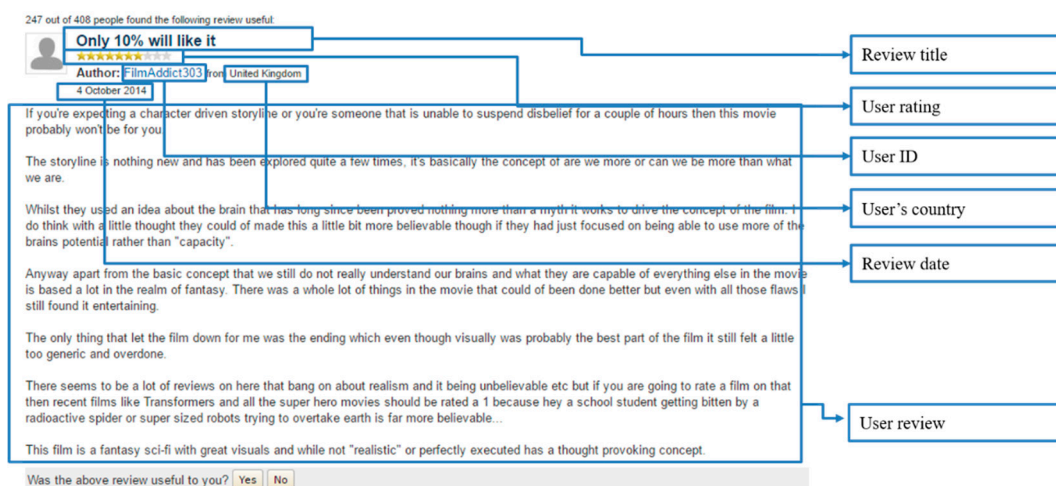 247 out of 408 people found the following review useful:
Only 10% will like it
Author: FilmAddict303 from United Kingdom
4 October 2014
If you're expecting a character driven storyline or you're someone that is unable to suspend disbelief for a couple of hours then this movie
probably won't be for you.
The storyline is nothing new and has been explored quite a few times, it's basically the concept of are we more or can we be more than what
we are.
Whilst they used an idea about the brain that has long since been proved nothing more than a myth it works to drive the concept of the film. I
do think with a little thought they could of made this a little bit more believable though if they had just focused on being able to use more of the
brains potential rather than "capacity".
Anyway apart from the basic concept that we still do not really understand our brains and what they are capable of everything else in the movie
is based a lot in the realm of fantasy. There was a whole lot of things in the movie that could of been done better but even with all those flaws I
still found it entertaining.
The only thing that let the film down for me was the ending which even though visually was probably the best part of the film it still felt a little
too generic and overdone.
There seems to be a lot of reviews on here that bang on about realism and it being unbelievable etc but if you are going to rate a film on that
then recent films like Transformers and all the super hero movies should be rated a 1 because hey a school student getting bitten by a
radioactive spider or super sized robots trying to overtake earth is far more believable...
This film is a fantasy sci-fi with great visuals and while not "realistic" or perfectly executed has a thought provoking concept.
Was the above review useful to you? Yes No
Review title
User rating
User ID
User's country
Review date
User review